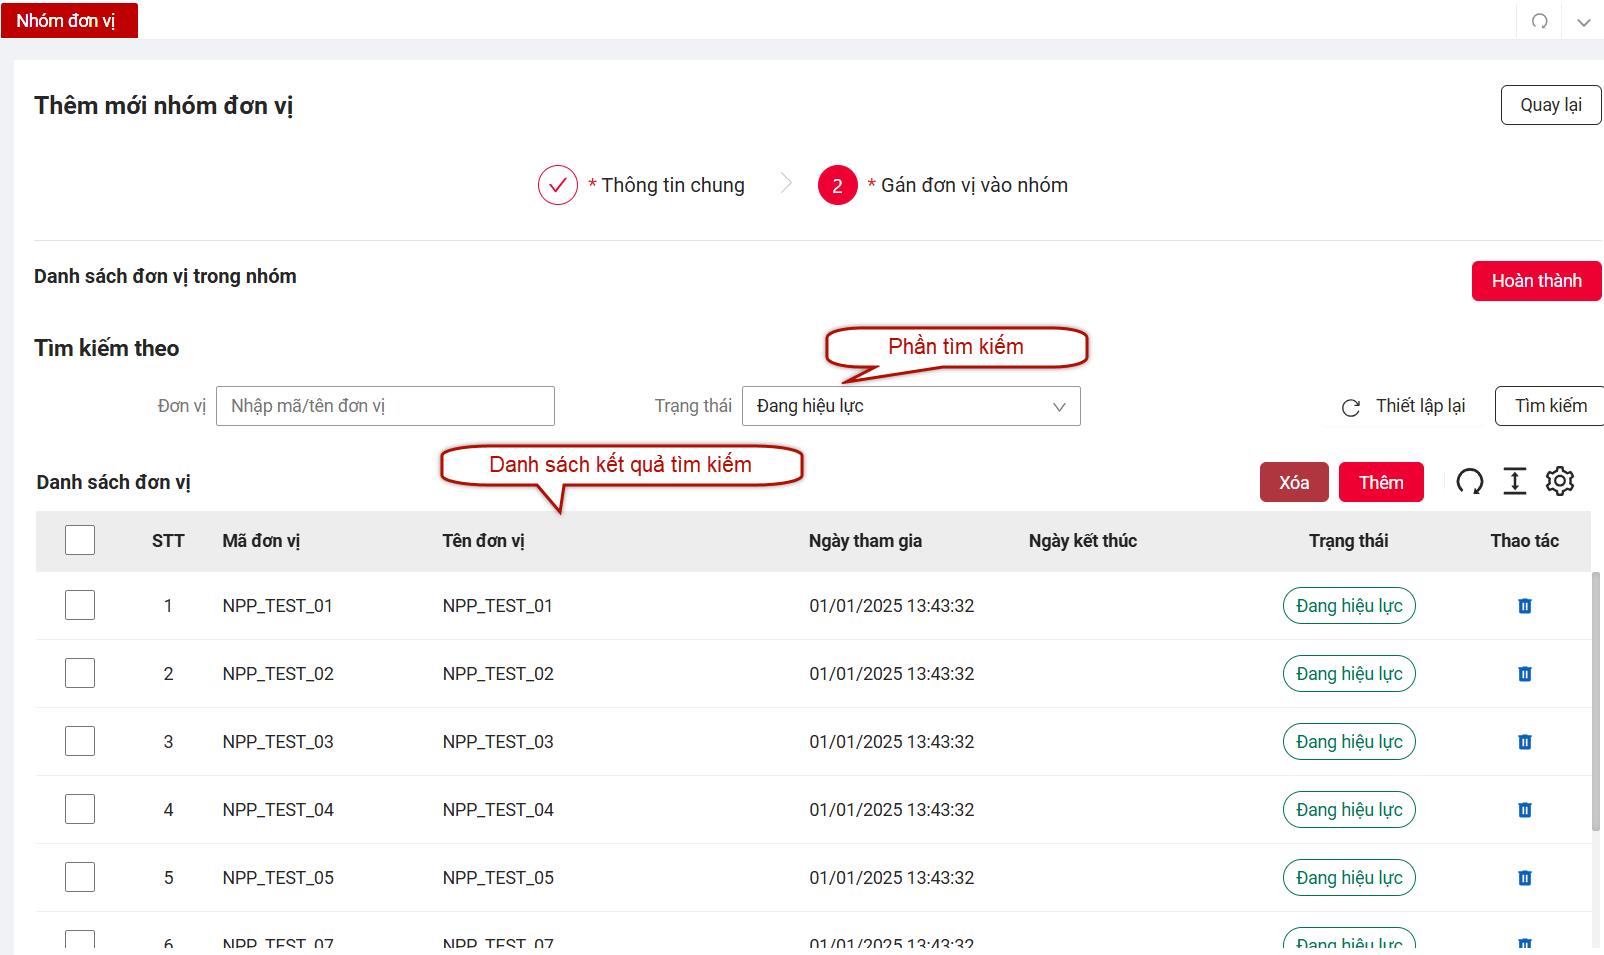 Nhóm đơn vị
Thêm mới nhóm đơn vị
Quay lại
* Thông tin chung
2 * Gán đơn vị vào nhóm
Danh sách đơn vị trong nhóm
Hoàn thành
Phần tìm kiếm
Tìm kiếm theo
Đơn vị Nhập mã/tên đơn vị Trạng thái Đang hiệu lực Thiết lập lại Tìm kiếm
Danh sách kết quả tìm kiếm
Danh sách đơn vị Xóa Thêm
STT Mã đơn vị Tên đơn vị Ngày tham gia Ngày kết thúc Trạng thái Thao tác
1 NPP_TEST_01 NPP_TEST_01 01/01/2025 13:43:32 Đang hiệu lực
2 NPP_TEST_02 NPP_TEST_02 01/01/2025 13:43:32 Đang hiệu lực
3 NPP_TEST_03 NPP_TEST_03 01/01/2025 13:43:32 Đang hiệu lực
4 NPP_TEST_04 NPP_TEST_04 01/01/2025 13:43:32 Đang hiệu lực
5 NPP_TEST_05 NPP_TEST_05 01/01/2025 13:43:32 Đang hiệu lực
6 NPP_TEST_07 NPP_TEST_07 01/01/2025 13:43:32 Đang hiệu lực